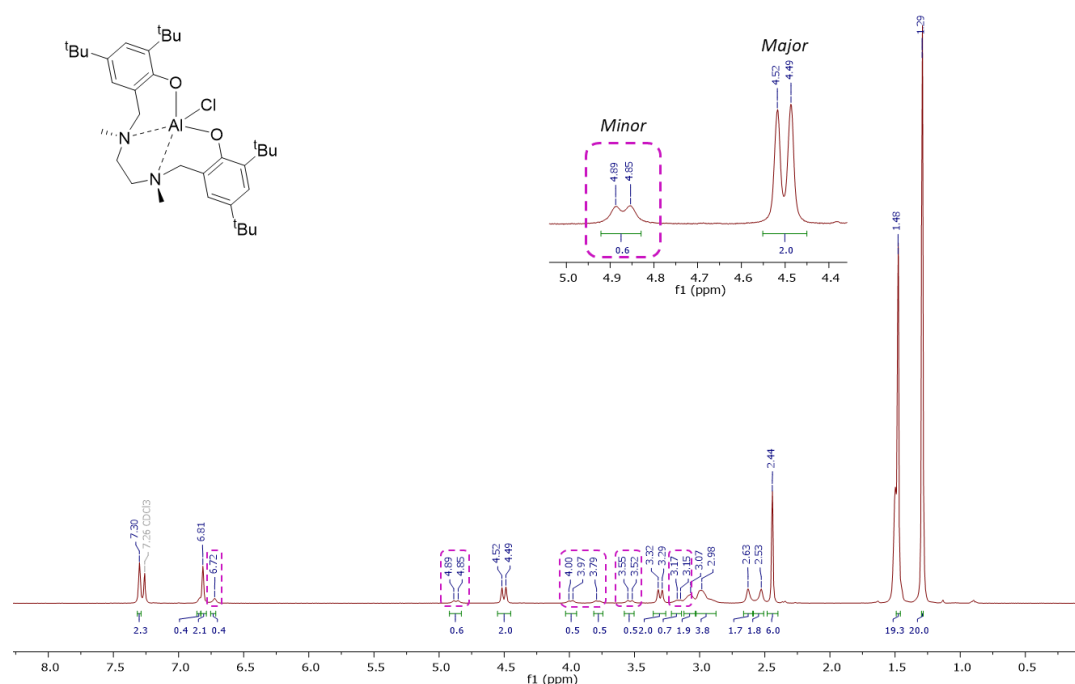 tBu
tBu
O
Cl
Al
N
O
N
tBu
tBu
Major
4.52
4.49
Minor
4.89
4.85
0.6
2.0
5.0 4.9 4.8 4.7 4.6 4.5 4.4
f1 (ppm)
1.29
1.48
2.44
7.30
7.26 CDCl3
6.81
6.72
4.89
4.85
4.52
4.49
4.00
3.97
3.79
3.55
3.52
3.32
3.29
3.17
3.15
3.07
2.98
2.63
2.53
2.3 0.4 2.1 0.4 0.6 2.0 0.5 0.5 0.5 2.0 0.7 1.9 3.8 1.7 1.8 6.0 19.3 20.0
8.0 7.5 7.0 6.5 6.0 5.5 5.0 4.5 4.0 3.5 3.0 2.5 2.0 1.5 1.0 0.5 0.0
f1 (ppm)